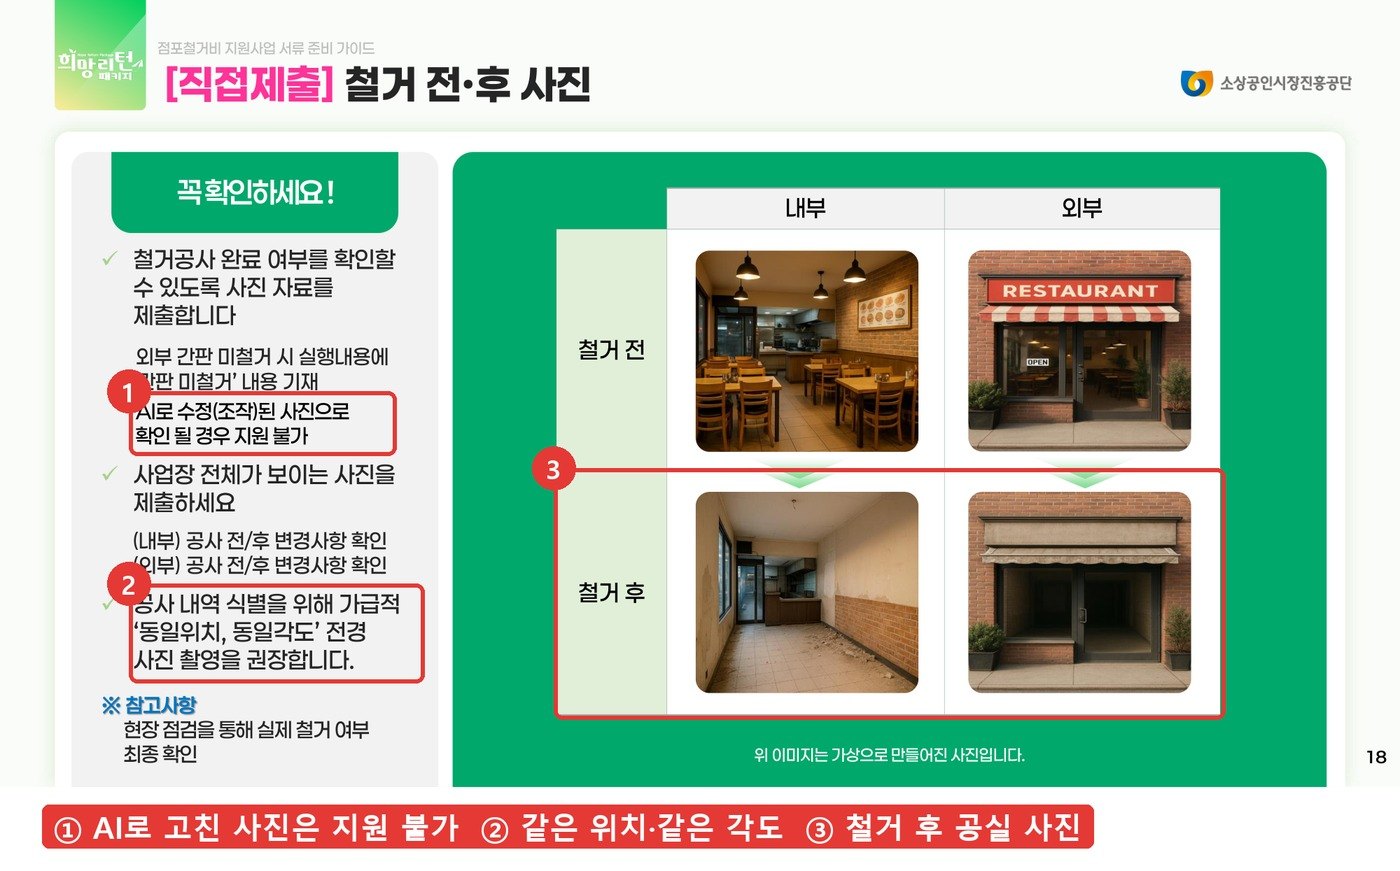 희망리턴
패키지
점포철거비 지원사업 서류 준비 가이드
[직접제출] 철거 전·후 사진
소상공인시장진흥공단
꼭 확인하세요!
✓ 철거공사 완료 여부를 확인할
수 있도록 사진 자료를
제출합니다
외부 간판 미철거 시 실행내용에
간판 미철거’ 내용 기재
1
AI로 수정(조작)된 사진으로
확인 될 경우 지원 불가
✓ 사업장 전체가 보이는 사진을
제출하세요
(내부) 공사 전/후 변경사항 확인
(외부) 공사 전/후 변경사항 확인
2
✓ 공사 내역 식별을 위해 가급적
‘동일위치, 동일각도’ 전경
사진 촬영을 권장합니다.
※ 참고사항
현장 점검을 통해 실제 철거 여부
최종 확인
내부 외부
철거 전
RESTAURANT
OPEN
3
철거 후
위 이미지는 가상으로 만들어진 사진입니다.
18
① AI로 고친 사진은 지원 불가 ② 같은 위치·같은 각도 ③ 철거 후 공실 사진